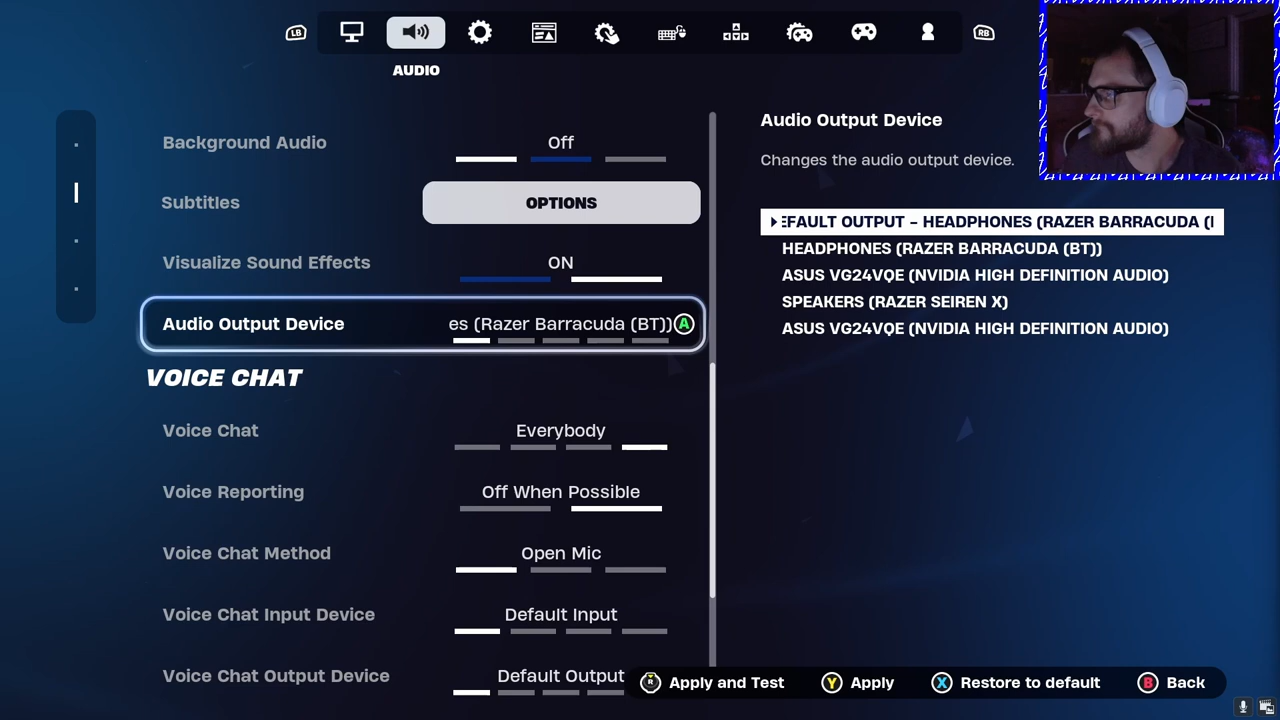 LB
RB
AUDIO
Background Audio
Off
Subtitles
OPTIONS
Visualize Sound Effects
ON
Audio Output Device
es (Razer Barracuda (BT))
A
VOICE CHAT
Voice Chat
Everybody
Voice Reporting
Off When Possible
Voice Chat Method
Open Mic
Voice Chat Input Device
Default Input
Voice Chat Output Device
Default Output
Audio Output Device
Changes the audio output device.
EFAULT OUTPUT - HEADPHONES (RAZER BARRACUDA (
HEADPHONES (RAZER BARRACUDA (BT))
ASUS VG24VQE (NVIDIA HIGH DEFINITION AUDIO)
SPEAKERS (RAZER SEIREN X)
ASUS VG24VQE (NVIDIA HIGH DEFINITION AUDIO)
R Apply and Test
Y Apply
X Restore to default
B Back